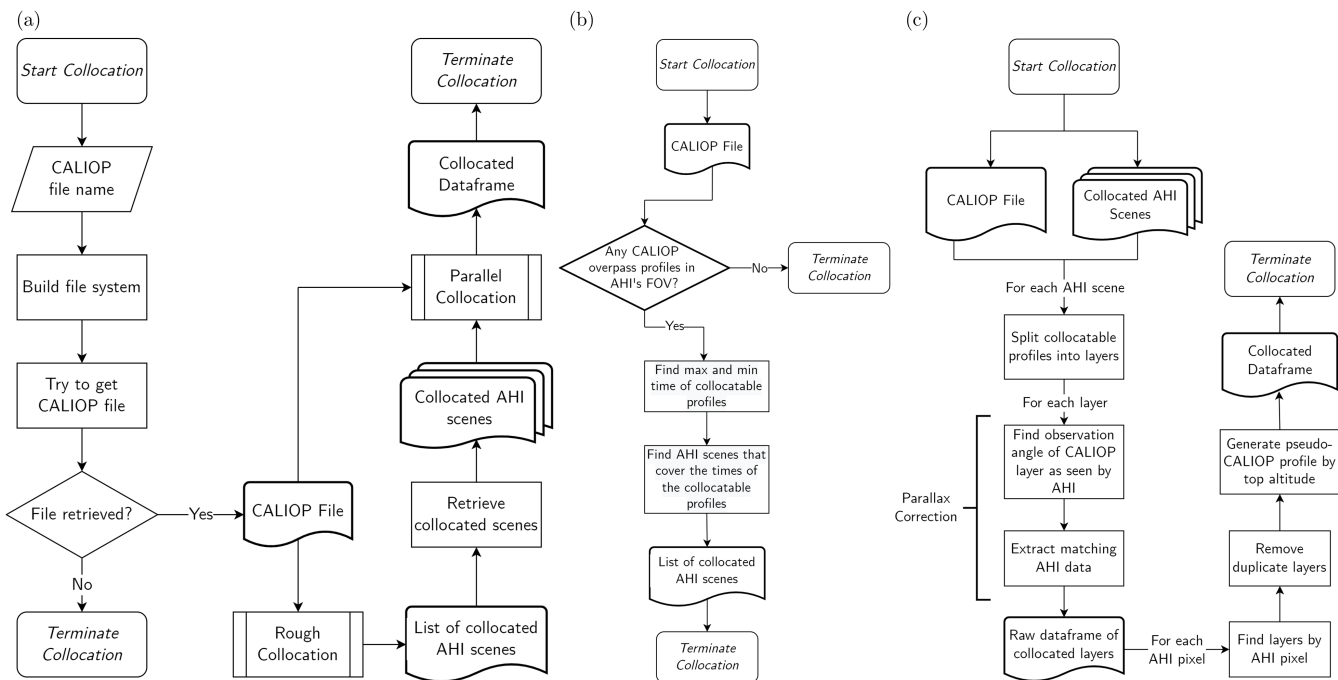 (a)
Start Collocation
CALIOP
file name
Build file system
Try to get
CALIOP file
File retrieved?
Yes
No
Terminate
Collocation
CALIOP File
Rough
Collocation
List of collocated
AHI scenes
Retrieve
collocated scenes
Collocated AHI
scenes
Parallel
Collocation
Collocated
Dataframe
Terminate
Collocation
(b)
Start Collocation
CALIOP File
Any CALIOP
overpass profiles in
AHI's FOV?
No
Terminate
Collocation
Yes
Find max and min
time of collocatable
profiles
Find AHI scenes that
cover the times of
the collocatable
profiles
List of collocated
AHI scenes
Terminate
Collocation
(c)
Start Collocation
CALIOP File
Collocated AHI
Scenes
For each AHI scene
Split collocatable
profiles into layers
For each layer
Parallax
Correction
Find observation
angle of CALIOP
layer as seen by
AHI
Extract matching
AHI data
Raw dataframe of
collocated layers
For each
AHI pixel
Find layers by
AHI pixel
Remove
duplicate layers
Generate pseudo-
CALIOP profile by
top altitude
Collocated
Dataframe
Terminate
Collocation